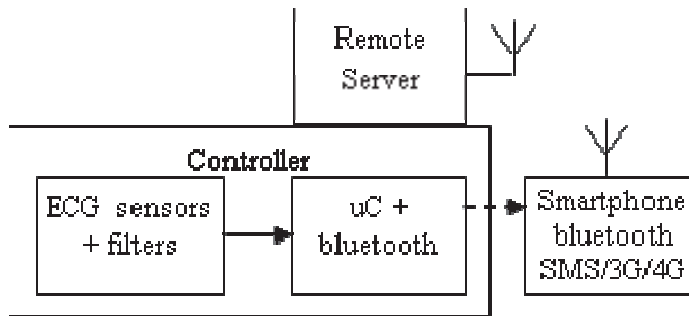 Remote
Server
Controller
ECG sensors
+ filters
uC +
bluetooth
Smartphone
bluetooth
SMS/3G/4G